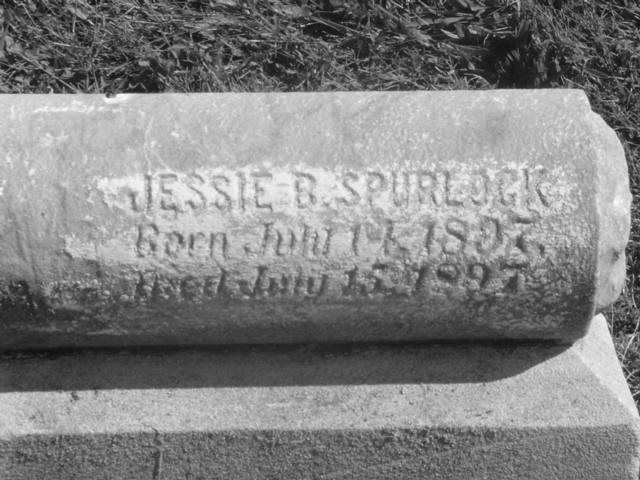 JESSIE B. SPURLOCK
Born July 14, 1897.
Died July 15, 1897